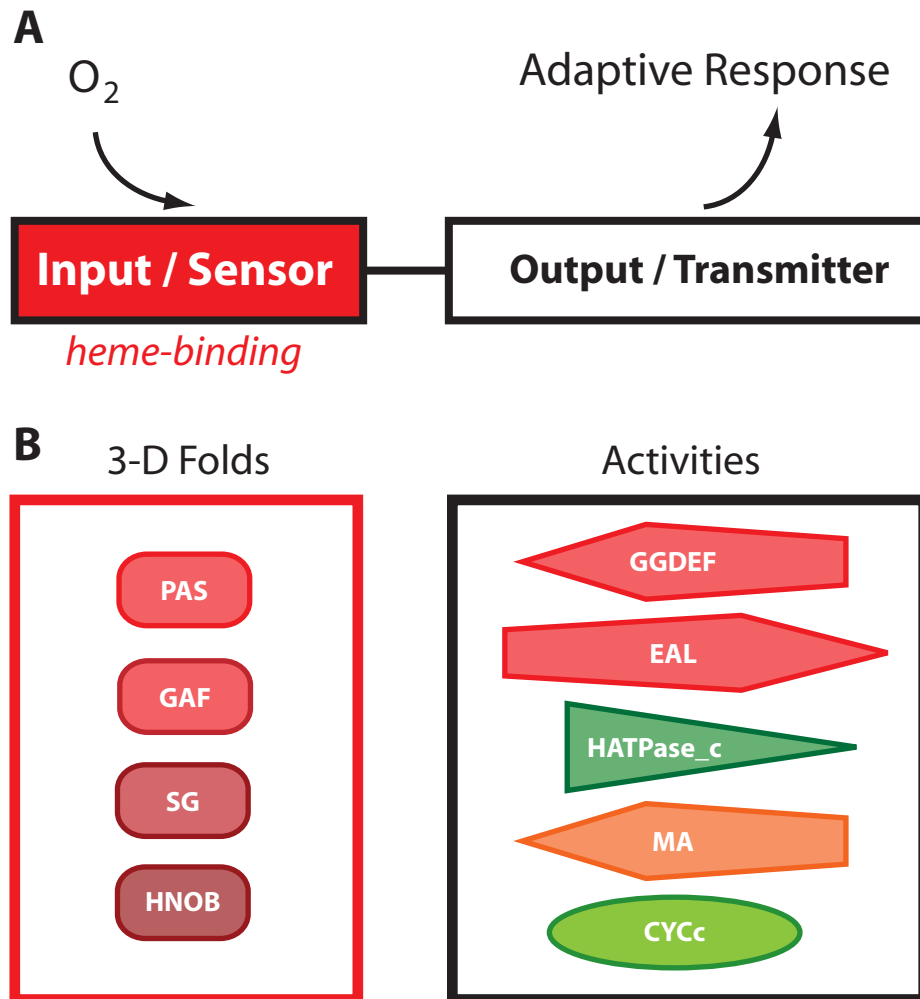 A
O₂
Adaptive Response
Input / Sensor
Output / Transmitter
heme-binding
B
3-D Folds
Activities
PAS
GAF
SG
HNOB
GGDEF
EAL
HATPase_c
MA
CYCc